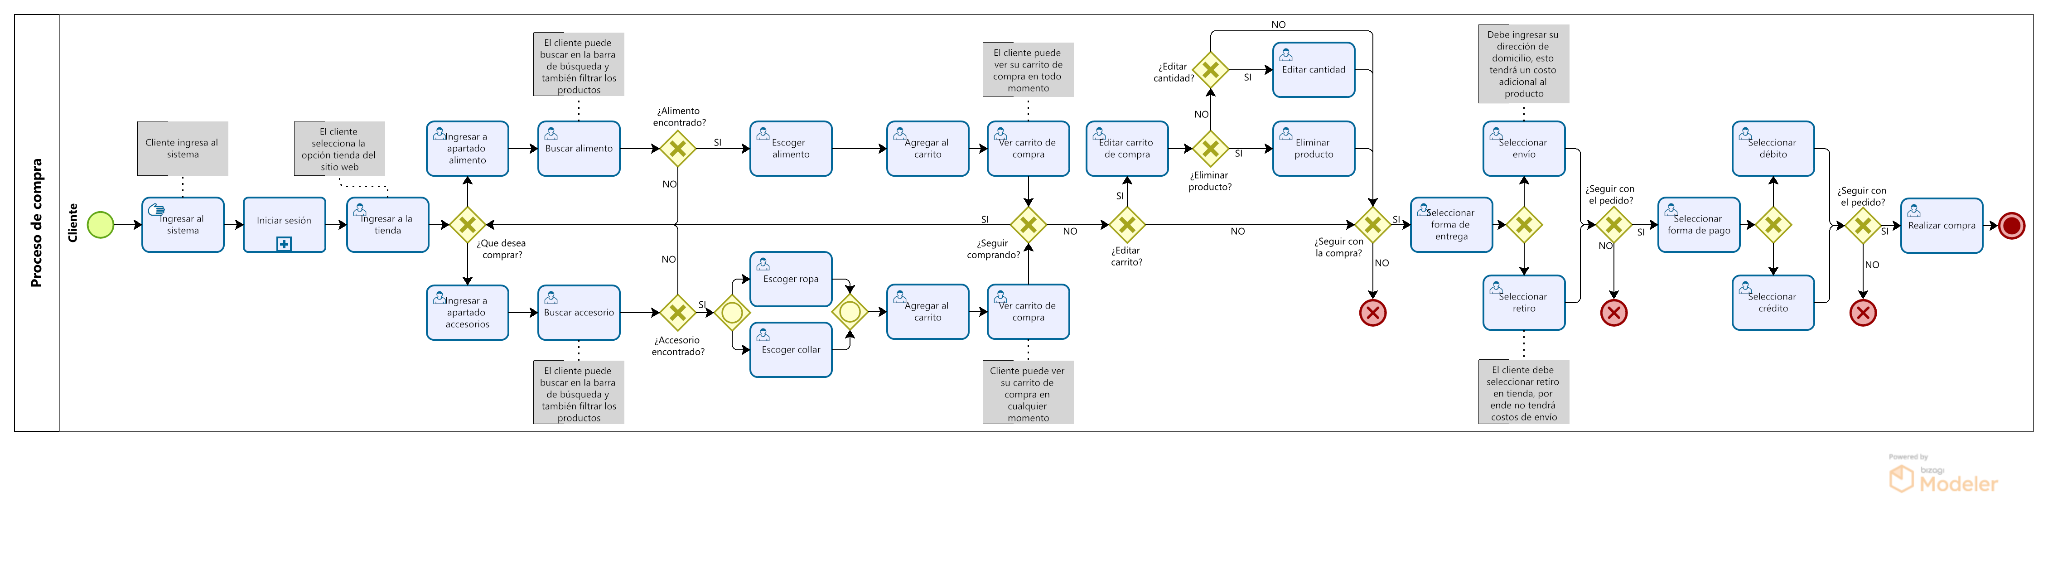 Proceso de compra
Cliente
Cliente ingresa al
sistema
Ingresar al
sistema
Iniciar sesión
El cliente
selecciona la
opción tienda del
sitio web
Ingresar a la
tienda
¿Que desea
comprar?
Ingresar a
apartado
alimento
El cliente puede
buscar en la barra
de búsqueda y
también filtrar los
productos
Buscar alimento
¿Alimento
encontrado?
SI
NO
Escoger
alimento
Agregar al
carrito
El cliente puede
ver su carrito de
compra en todo
momento
Ver carrito de
compra
Ingresar a
apartado
accesorios
Buscar accesorio
El cliente puede
buscar en la barra
de búsqueda y
también filtrar los
productos
NO
¿Accesorio
encontrado?
SI
Escoger ropa
Escoger collar
Agregar al
carrito
Ver carrito de
compra
Cliente puede ver
su carrito de
compra en
cualquier
momento
SI
¿Seguir
comprando?
NO
¿Editar
carrito?
SI
NO
Editar carrito
de compra
¿Eliminar
producto?
SI
NO
Eliminar
producto
¿Editar
cantidad?
SI
NO
Editar cantidad
¿Seguir con
la compra?
SI
NO
Seleccionar
forma de
entrega
Debe ingresar su
dirección de
domicilio, esto
tendrá un costo
adicional al
producto
Seleccionar
envío
Seleccionar
retiro
El cliente debe
seleccionar retiro
en tienda, por
ende no tendrá
costos de envío
¿Seguir con
el pedido?
SI
NO
Seleccionar
forma de pago
Seleccionar
débito
Seleccionar
crédito
¿Seguir con
el pedido?
SI
NO
Realizar compra
Powered by
bizagi
Modeler